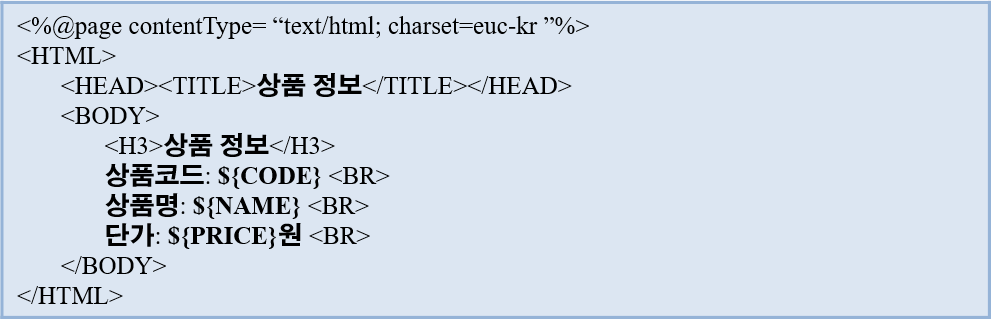 <%@page contentType= “text/html; charset=euc-kr ”%>
<HTML>
<HEAD><TITLE>상품 정보</TITLE></HEAD>
<BODY>
<H3>상품 정보</H3>
상품코드: ${CODE} <BR>
상품명: ${NAME} <BR>
단가: ${PRICE}원 <BR>
</BODY>
</HTML>